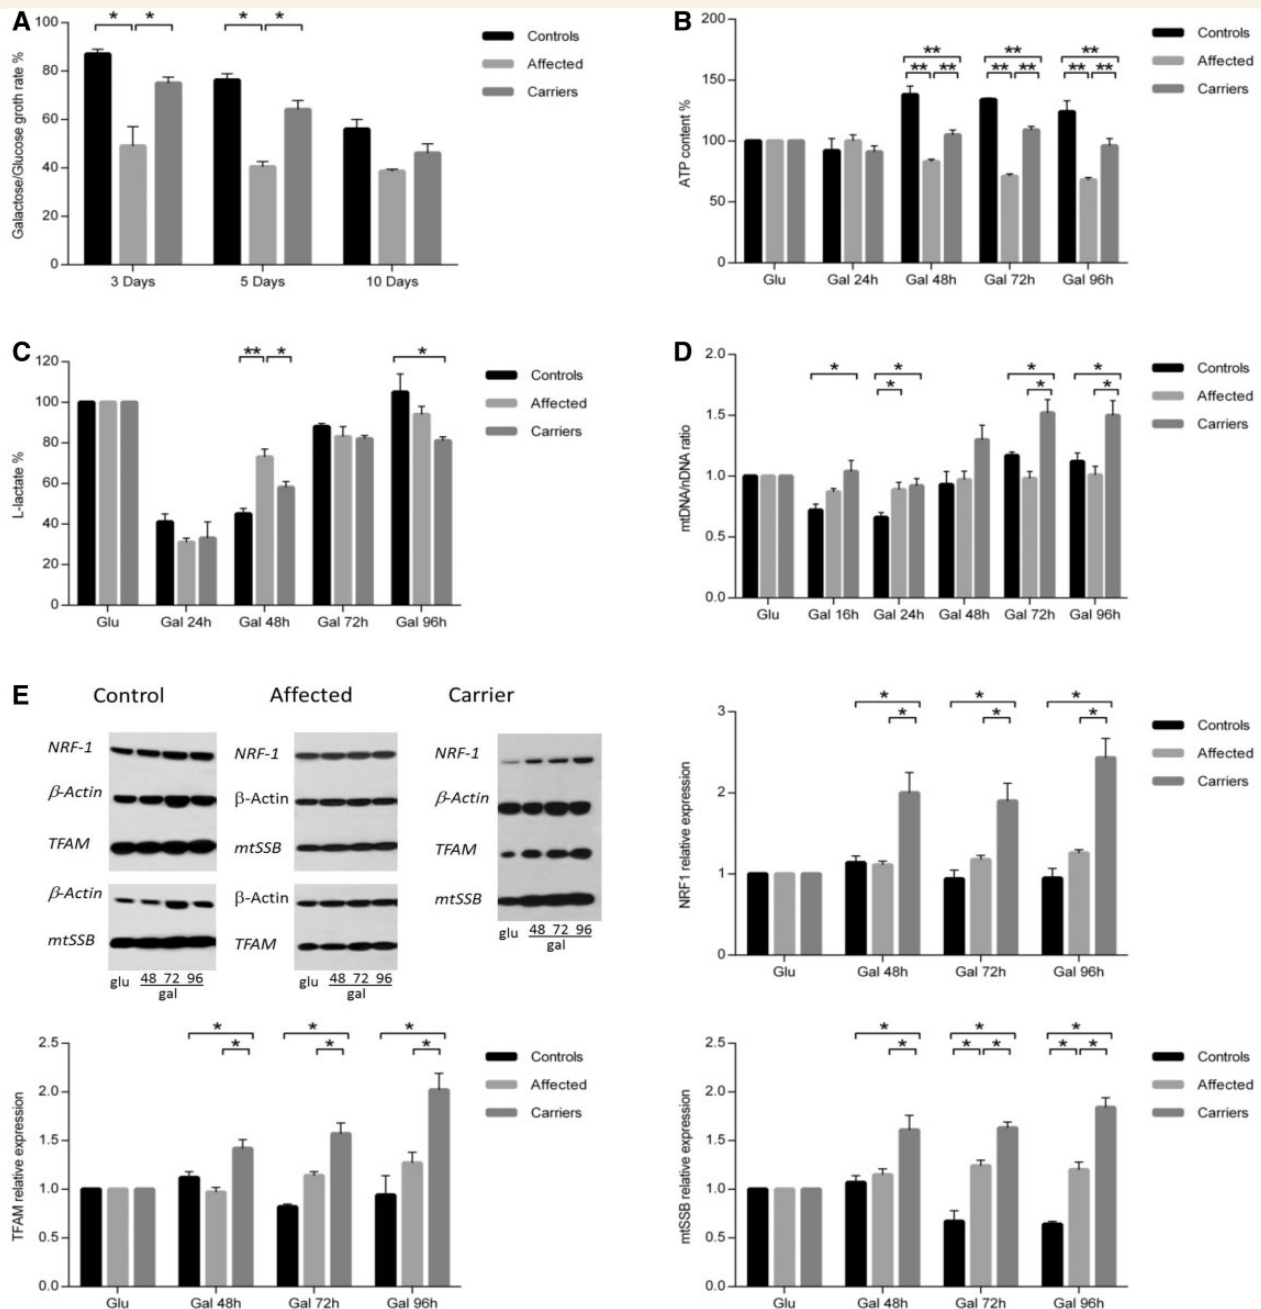 A
Galactose/Glucose groth rate %
100
80
60
40
20
0
* * * *
3 Days 5 Days 10 Days
Controls
Affected
Carriers
B
ATP content %
200
150
100
50
0
** ** **
** ** ** ** ** **
Glu Gal 24h Gal 48h Gal 72h Gal 96h
Controls
Affected
Carriers
C
L-lactate %
120
100
80
60
40
20
0
** * *
Glu Gal 24h Gal 48h Gal 72h Gal 96h
Controls
Affected
Carriers
D
mtDNA/nDNA ratio
2.0
1.5
1.0
0.5
0.0
* * * *
* * *
Glu Gal 16h Gal 24h Gal 48h Gal 72h Gal 96h
Controls
Affected
Carriers
E
Control Affected Carrier
NRF-1
β-Actin
TFAM
β-Actin
mtSSB
glu 48 72 96
gal
NRF-1
β-Actin
mtSSB
β-Actin
TFAM
glu 48 72 96
gal
NRF-1
β-Actin
TFAM
mtSSB
glu 48 72 96
gal
NRF1 relative expression
3
2
1
0
* * *
* * *
Glu Gal 48h Gal 72h Gal 96h
Controls
Affected
Carriers
TFAM relative expression
2.5
2.0
1.5
1.0
0.5
0.0
* * *
* * *
Glu Gal 48h Gal 72h Gal 96h
Controls
Affected
Carriers
mtSSB relative expression
2.5
2.0
1.5
1.0
0.5
0.0
* * *
* * * * *
Glu Gal 48h Gal 72h Gal 96h
Controls
Affected
Carriers